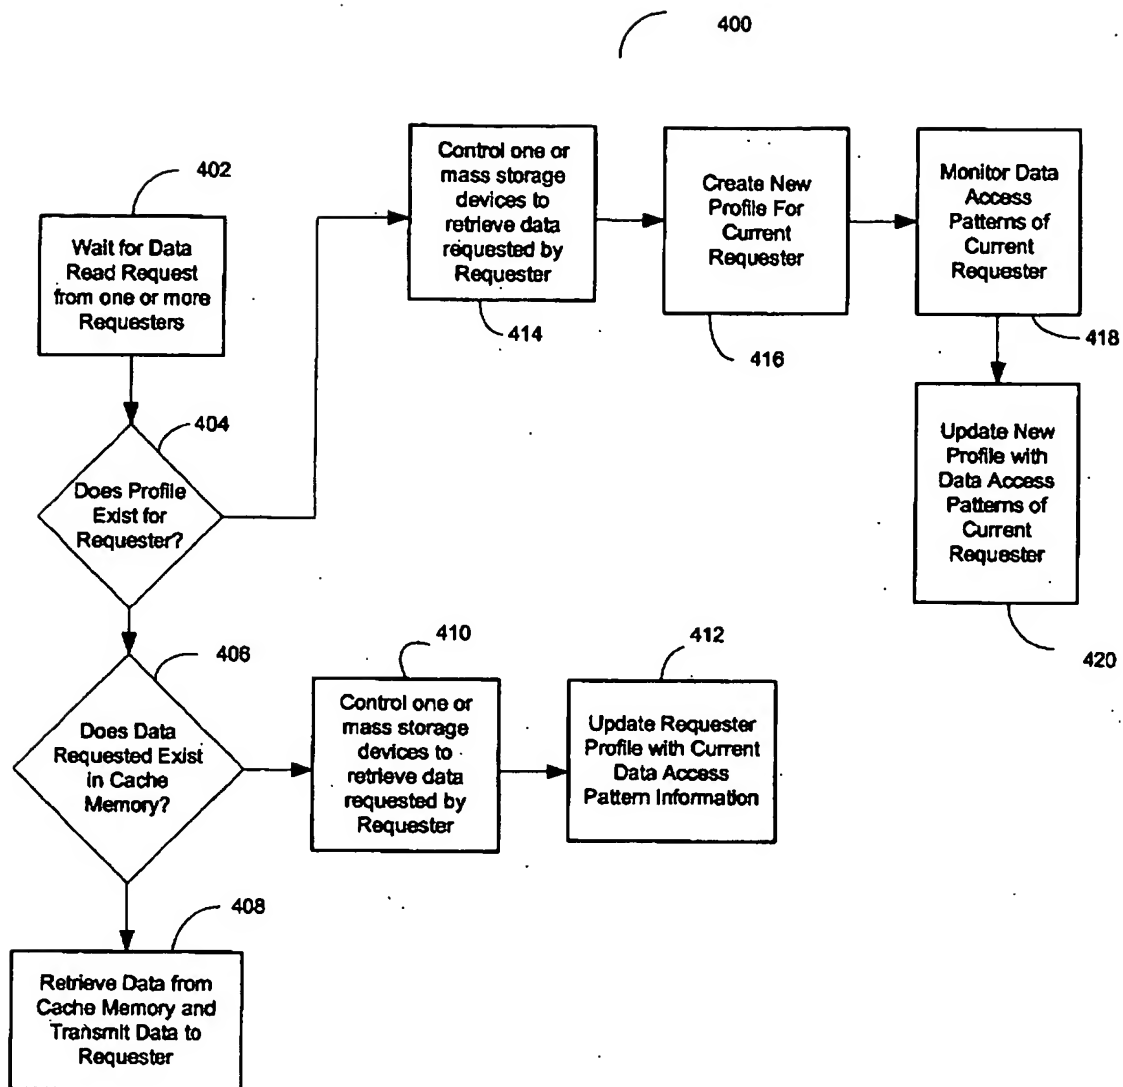 400
402
Wait for Data
Read Request
from one or more
Requesters
Control one or
mass storage
devices to
retrieve data
requested by
Requester
414
Create New
Profile For
Current
Requester
416
Monitor Data
Access
Patterns of
Current
Requester
418
404
Does Profile
Exist for
Requester?
Update New
Profile with
Data Access
Patterns of
Current
Requester
420
406
Does Data
Requested Exist
in Cache
Memory?
410
Control one or
mass storage
devices to
retrieve data
requested by
Requester
412
Update Requester
Profile with Current
Data Access
Pattern Information
408
Retrieve Data from
Cache Memory and
Transmit Data to
Requester